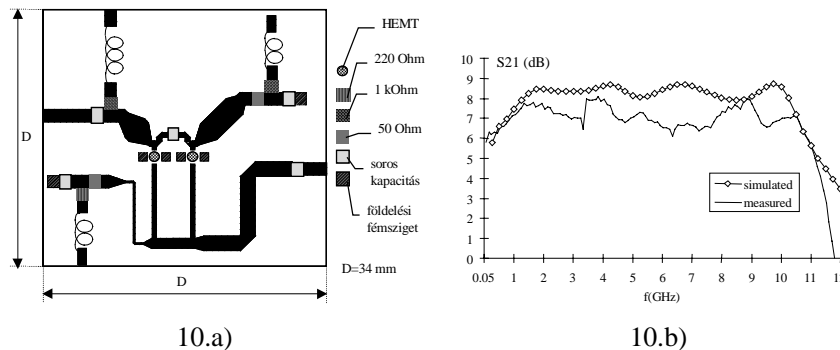 HEMT
220 Ohm
1 kOhm
50 Ohm
soros
kapacitás
földelési
fémsziget
D
D
D=34 mm
10.a)
S21 (dB)
10
9
8
7
6
5
4
3
2
1
0
simulated
measured
0.05 1 2 3 4 5 6 7 8 9 10 11
f(GHz)
10.b)